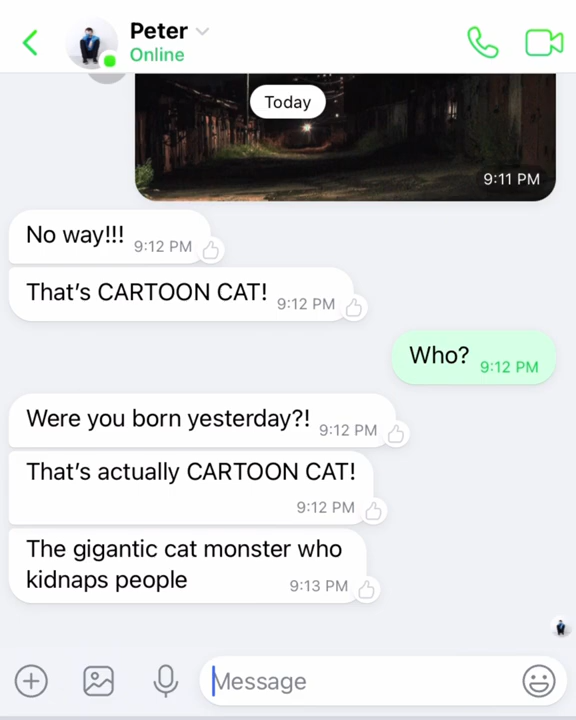 Peter
Online
Today
9:11 PM
No way!!! 9:12 PM
That's CARTOON CAT! 9:12 PM
Who? 9:12 PM
Were you born yesterday?! 9:12 PM
That's actually CARTOON CAT!
9:12 PM
The gigantic cat monster who
kidnaps people 9:13 PM
Message